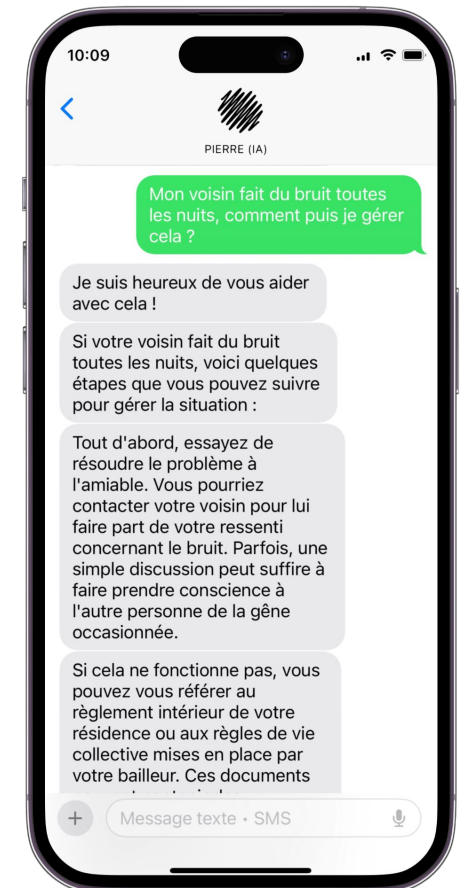 10:09
PIERRE (IA)
Mon voisin fait du bruit toutes
les nuits, comment puis je gérer
cela ?
Je suis heureux de vous aider
avec cela !
Si votre voisin fait du bruit
toutes les nuits, voici quelques
étapes que vous pouvez suivre
pour gérer la situation :
Tout d'abord, essayez de
résoudre le problème à
l'amiable. Vous pourriez
contacter votre voisin pour lui
faire part de votre ressenti
concernant le bruit. Parfois, une
simple discussion peut suffire à
faire prendre conscience à
l'autre personne de la gêne
occasionnée.
Si cela ne fonctionne pas, vous
pouvez vous référer au
règlement intérieur de votre
résidence ou aux règles de vie
collective mises en place par
votre bailleur. Ces documents
Message texte • SMS